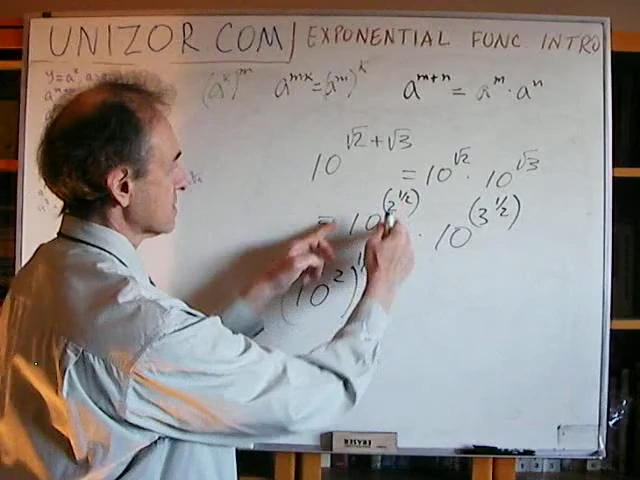 UNIZOR COM / EXPONENTIAL FUNC. INTRO
y=a^x
(a^k)^m a^mk=(a^m)^k a^m+n = a^m · a^n
10^√2 + √3 = 10^√2 · 10^√3
= 10^(2^1/2) · 10^(3^1/2)
(10^2)